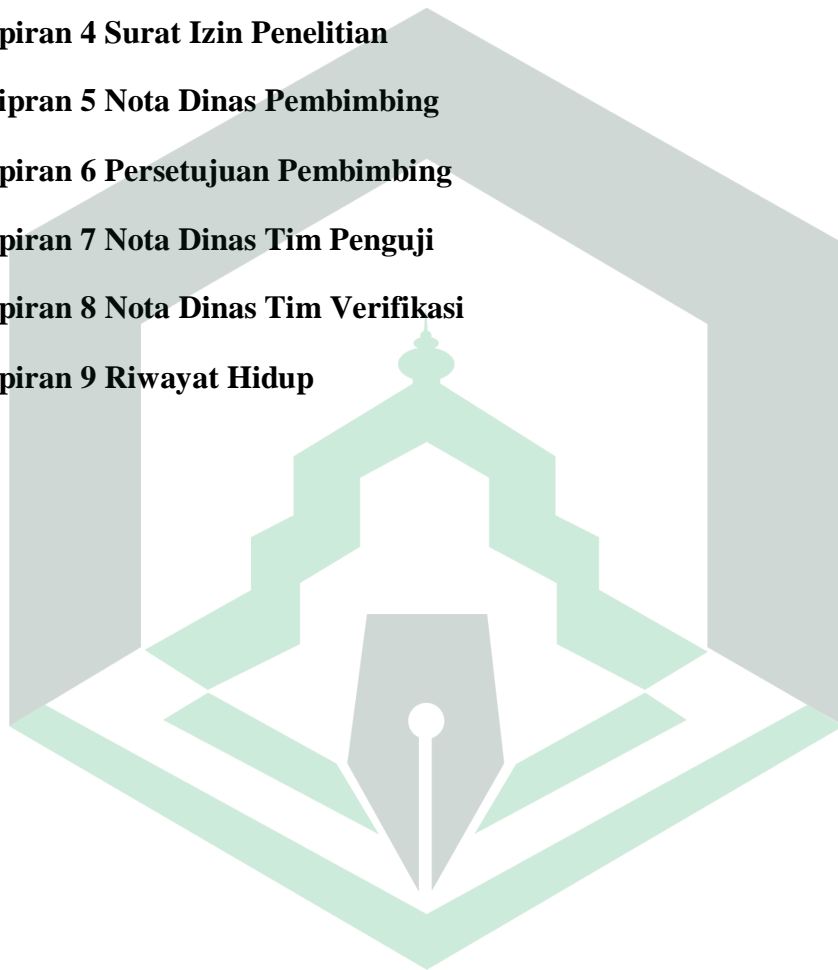 piran 4 Surat Izin Penelitian
ipran 5 Nota Dinas Pembimbing
piran 6 Persetujuan Pembimbing
piran 7 Nota Dinas Tim Penguji
piran 8 Nota Dinas Tim Verifikasi
piran 9 Riwayat Hidup